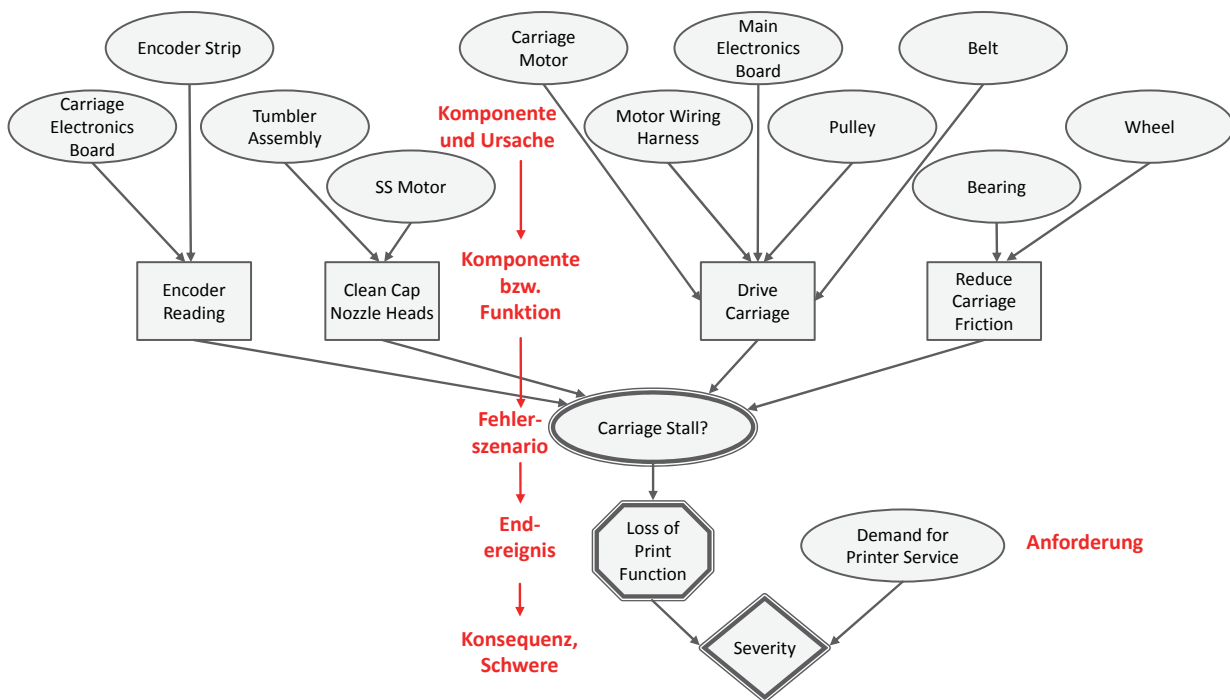 Encoder Strip
Carriage
Motor
Main
Electronics
Board
Belt
Carriage
Electronics
Board
Tumbler
Assembly
Komponente
und Ursache
Motor Wiring
Harness
Pulley
Wheel
SS Motor
Bearing
Encoder
Reading
Clean Cap
Nozzle Heads
Komponente
bzw.
Funktion
Drive
Carriage
Reduce
Carriage
Friction
Fehler-
szenario
Carriage Stall?
End-
ereignis
Loss of
Print
Function
Demand for
Printer Service
Anforderung
Konsequenz,
Schwere
Severity